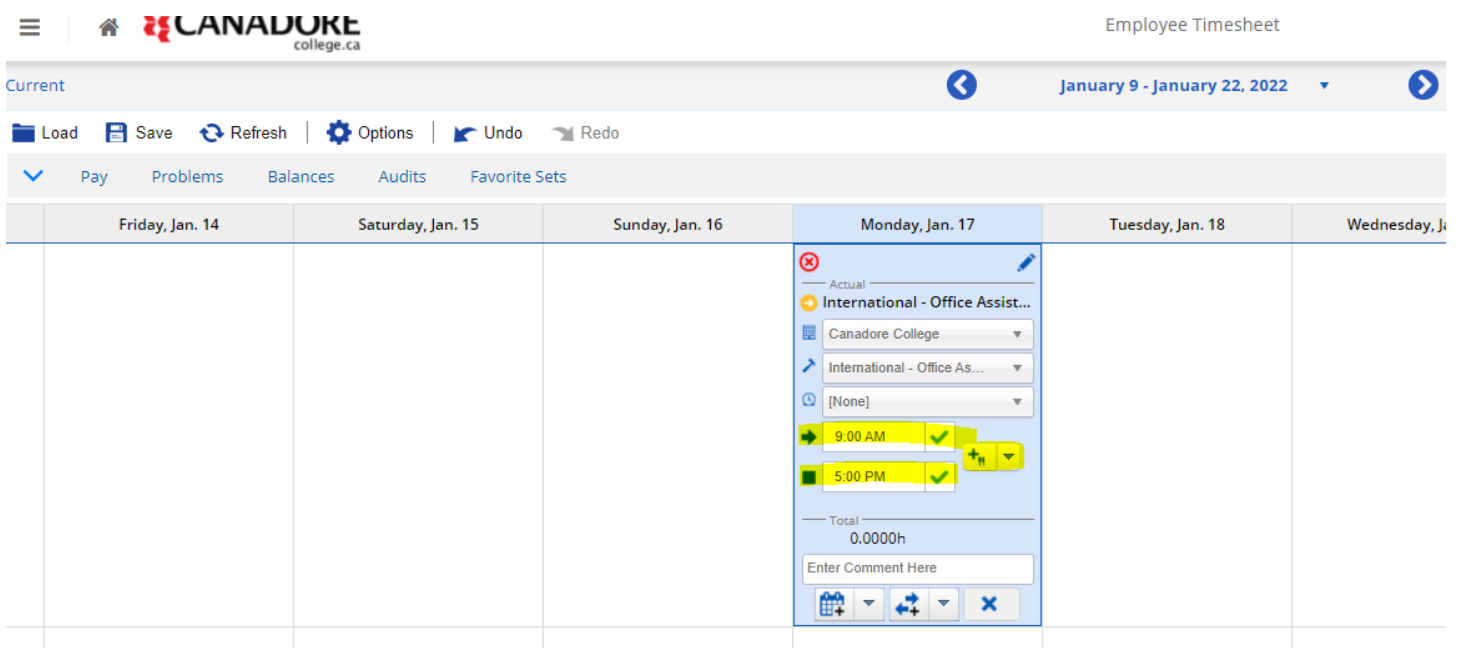 CANADORE
college.ca
Employee Timesheet
Current
January 9 - January 22, 2022
Load Save Refresh Options Undo Redo
Pay Problems Balances Audits Favorite Sets
Friday, Jan. 14 Saturday, Jan. 15 Sunday, Jan. 16 Monday, Jan. 17 Tuesday, Jan. 18 Wednesday, Ja
Actual
International - Office Assist...
Canadore College
International - Office As...
[None]
9:00 AM
5:00 PM
Total
0.0000h
Enter Comment Here